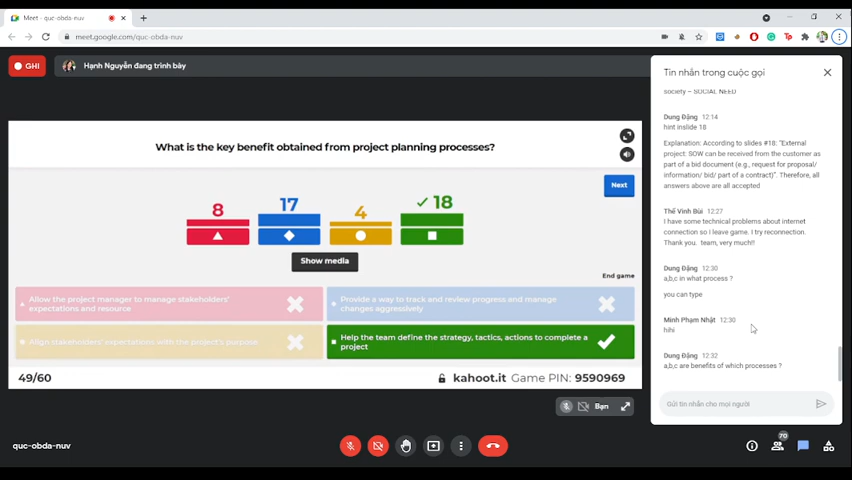 Meet - quc-obda-nuv
meet.google.com/quc-obda-nuv
GHI
Hạnh Nguyễn đang trình bày
What is the key benefit obtained from project planning processes?
Next
8
17
4
18
Show media
End game
Allow the project manager to manage stakeholders'
expectations and resource
Provide a way to track and review progress and manage
changes aggressively
Align stakeholders' expectations with the project's purpose
Help the team define the strategy, tactics, actions to complete a
project
49/60
kahoot.it Game PIN: 9590969
Bạn
quc-obda-nuv
Tin nhắn trong cuộc gọi
society – SOCIAL NEED
Dung Đặng 12:14
hint inslide 18
Explanation: According to slides #18: "External
project: SOW can be received from the customer as
part of a bid document (e.g., request for proposal/
information/ bid/ part of a contract)". Therefore, all
answers above are all accepted
Thế Vinh Bùi 12:27
I have some technical problems about internet
connection so i leave game. I try reconnection.
Thank you. team, very much!!
Dung Đặng 12:30
a,b,c in what process ?
you can type
Minh Phạm Nhật 12:30
hihi
Dung Đặng 12:32
a,b,c are benefits of which processes ?
Gửi tin nhắn cho mọi người
70